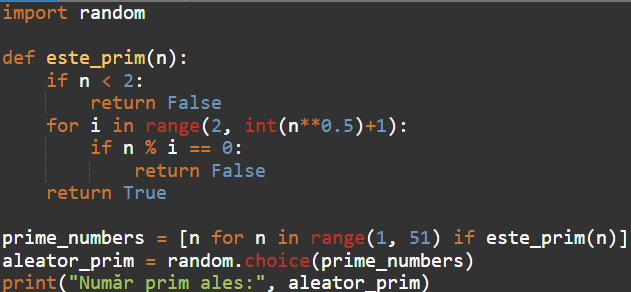 import random
def este_prim(n):
    if n < 2:
        return False
    for i in range(2, int(n**0.5)+1):
        if n % i == 0:
            return False
    return True
prime_numbers = [n for n in range(1, 51) if este_prim(n)]
aleator_prim = random.choice(prime_numbers)
print("Număr prim ales:", aleator_prim)